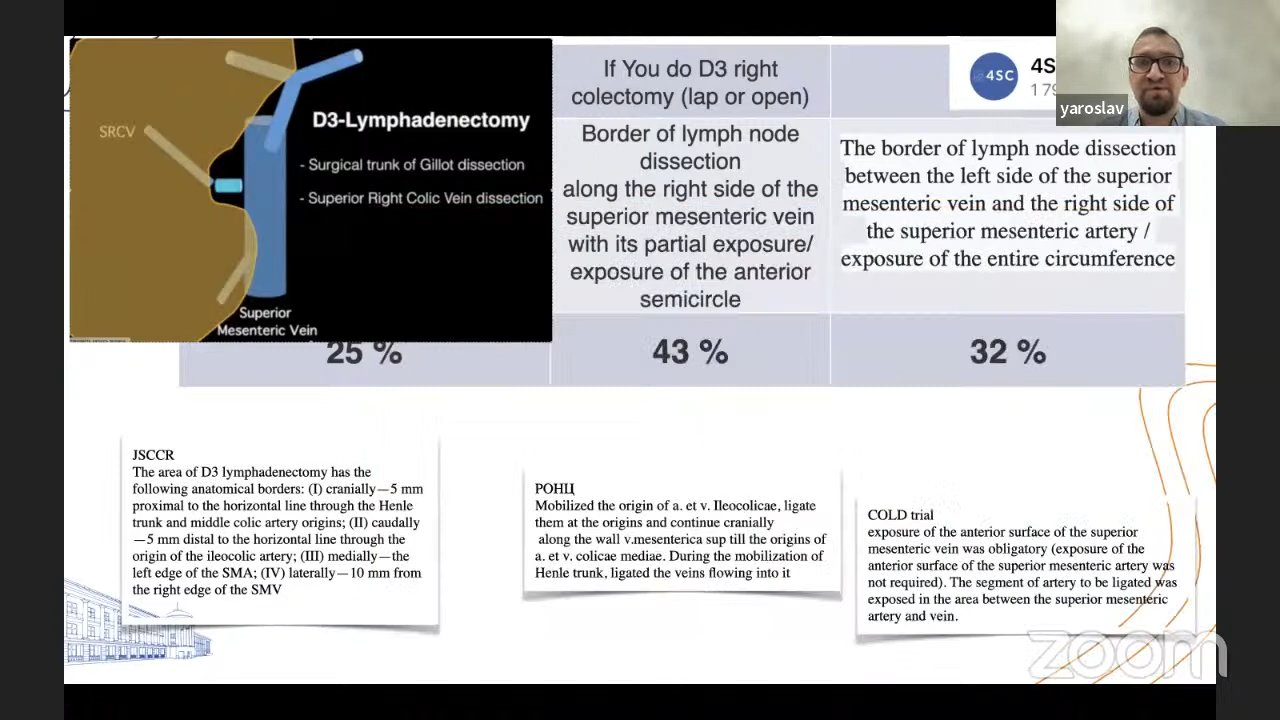 SRCV
D3-Lymphadenectomy
- Surgical trunk of Gillot dissection
- Superior Right Colic Vein dissection
Superior
Mesenteric Vein
If You do D3 right
colectomy (lap or open)
4SC
4S
1 79
yaroslav
Border of lymph node
dissection
along the right side of the
superior mesenteric vein
with its partial exposure/
exposure of the anterior
semicircle
The border of lymph node dissection
between the left side of the superior
mesenteric vein and the right side of
the superior mesenteric artery /
exposure of the entire circumference
25 %
43 %
32 %
JSCCR
The area of D3 lymphadenectomy has the
following anatomical borders: (I) cranially—5 mm
proximal to the horizontal line through the Henle
trunk and middle colic artery origins; (II) caudally
—5 mm distal to the horizontal line through the
origin of the ileocolic artery; (III) medially—the
left edge of the SMA; (IV) laterally—10 mm from
the right edge of the SMV
РОНЦ
Mobilized the origin of a. et v. Ileocolicae, ligate
them at the origins and continue cranially
along the wall v.mesenterica sup till the origins of
a. et v. colicae mediae. During the mobilization of
Henle trunk, ligated the veins flowing into it
COLD trial
exposure of the anterior surface of the superior
mesenteric vein was obligatory (exposure of the
anterior surface of the superior mesenteric artery was
not required). The segment of artery to be ligated was
exposed in the area between the superior mesenteric
artery and vein.
zoom